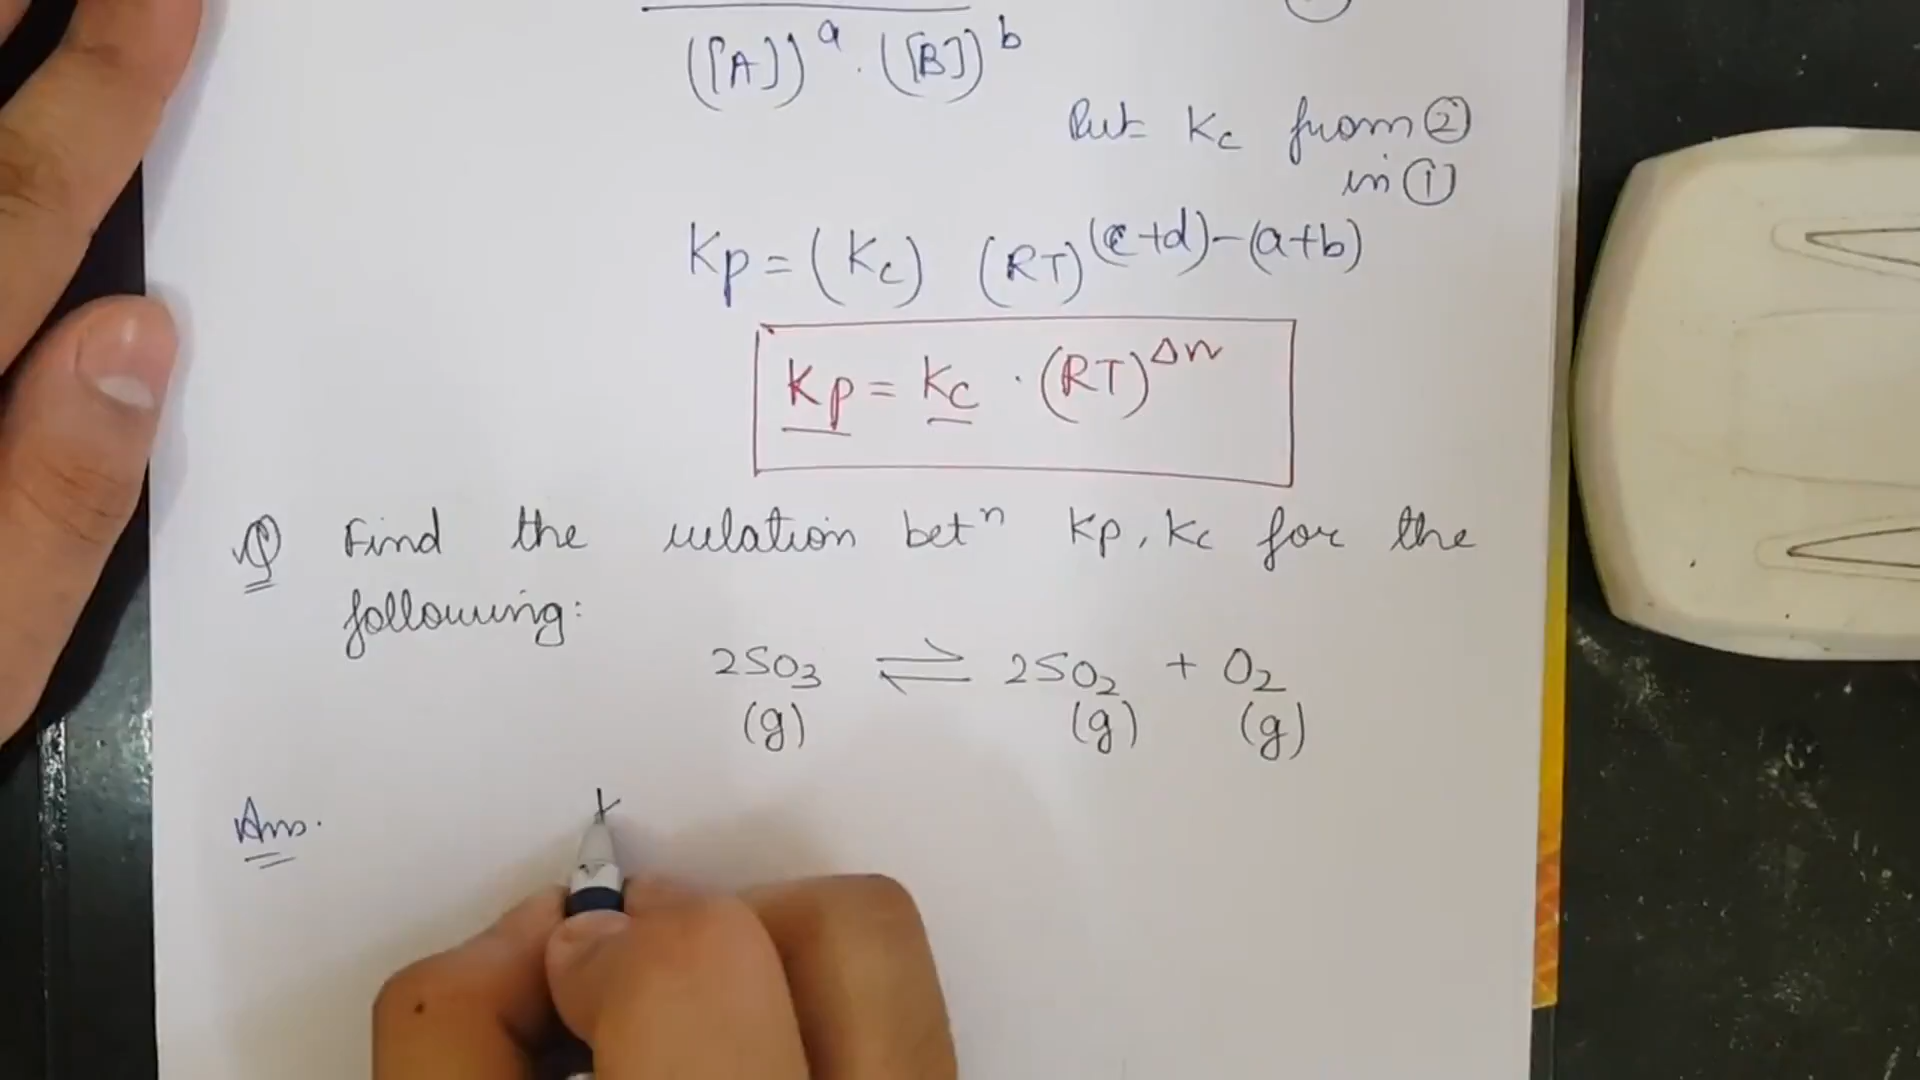 ([A])ᵃ · ([B])ᵇ
Put Kc from ②
in ①
Kp = (Kc) (RT)^(c+d)-(a+b)
Kp = Kc · (RT)^Δn
Q Find the relation betⁿ Kp, Kc for the
following:
2SO₃ ⇌ 2SO₂ + O₂
(g) (g) (g)
Ans.